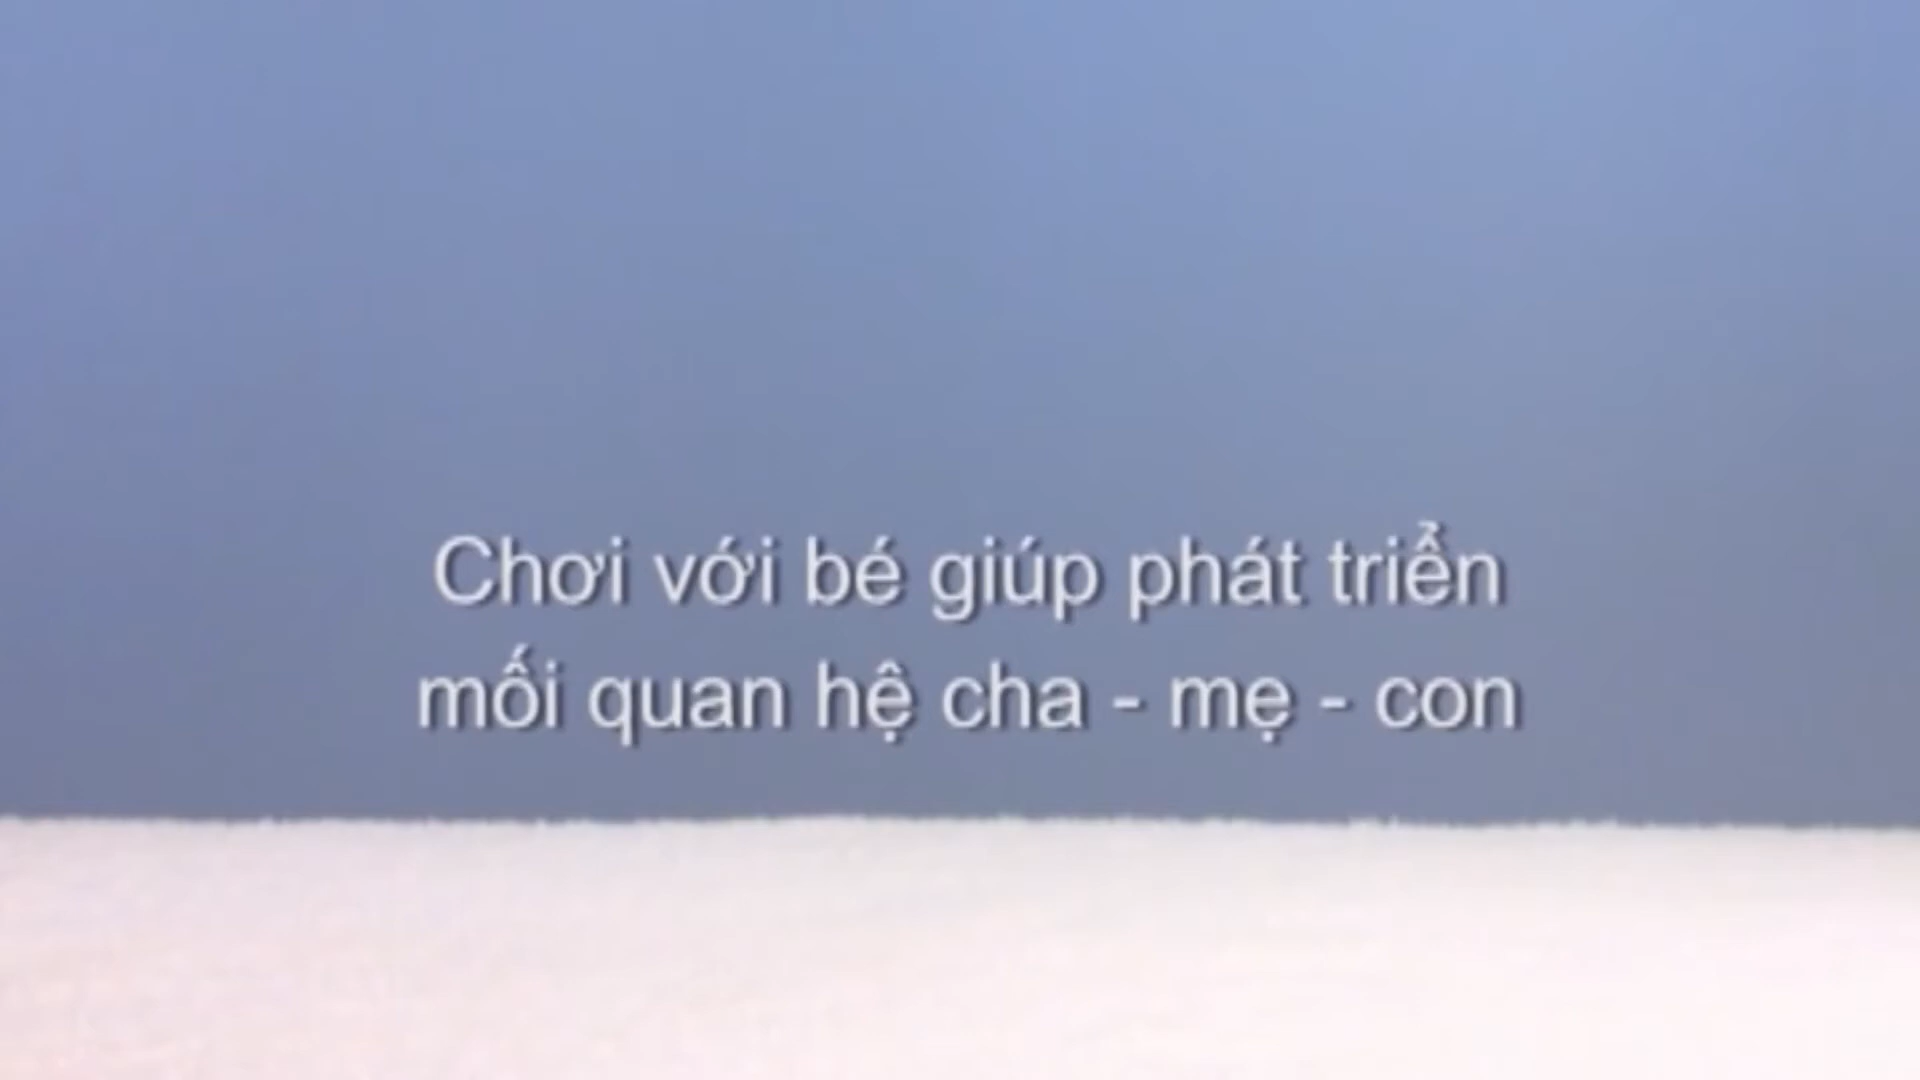 Chơi với bé giúp phát triển
mối quan hệ cha - mẹ - con